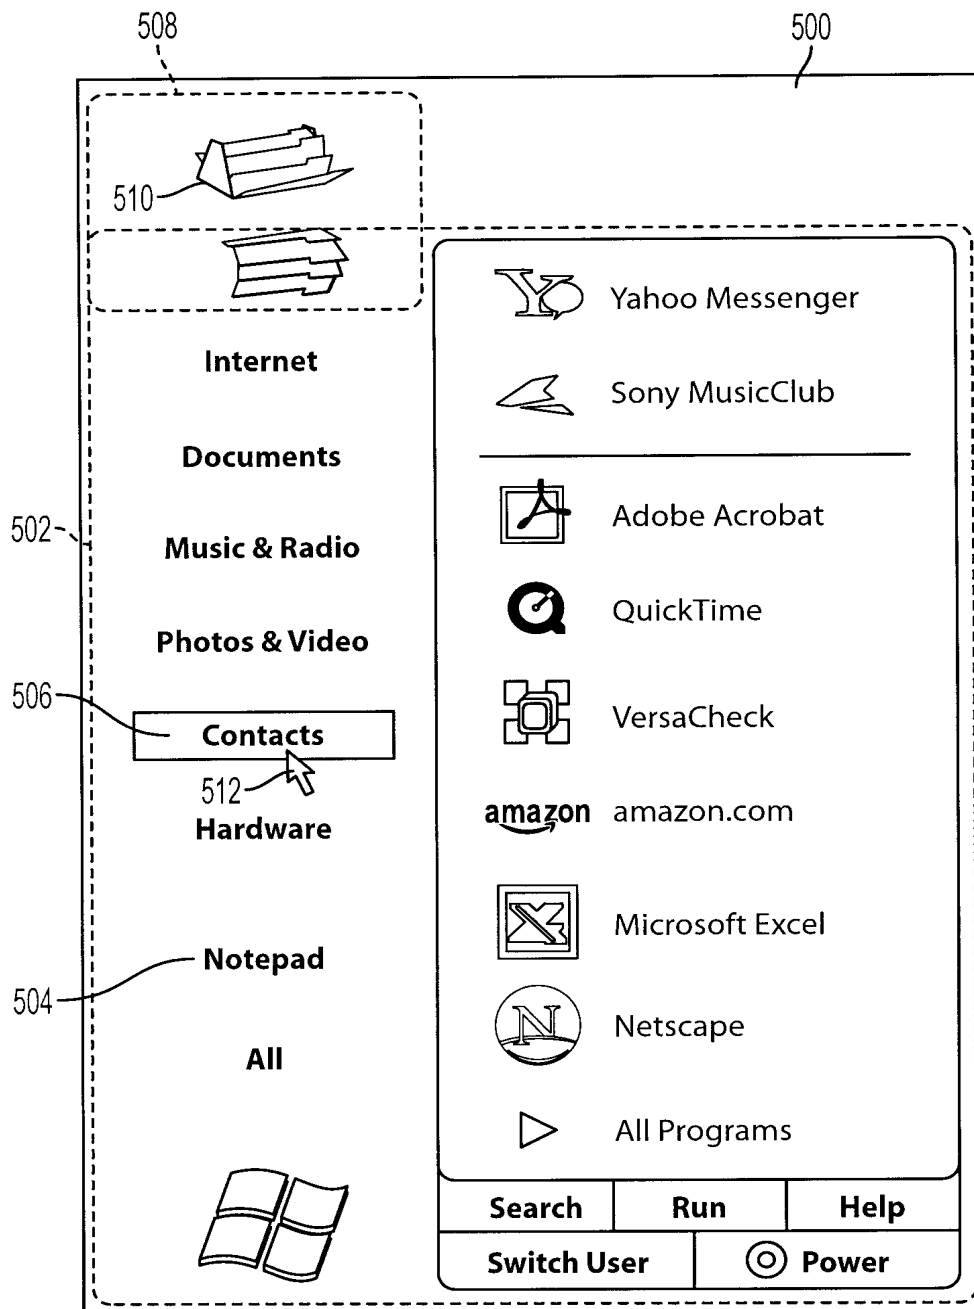 508
500
510
Yahoo Messenger
Internet
Sony MusicClub
Documents
502
Adobe Acrobat
Music & Radio
QuickTime
Photos & Video
506
Contacts
VersaCheck
512
amazon amazon.com
Hardware
Microsoft Excel
Notepad
504
N Netscape
All
All Programs
Search Run Help
Switch User Power